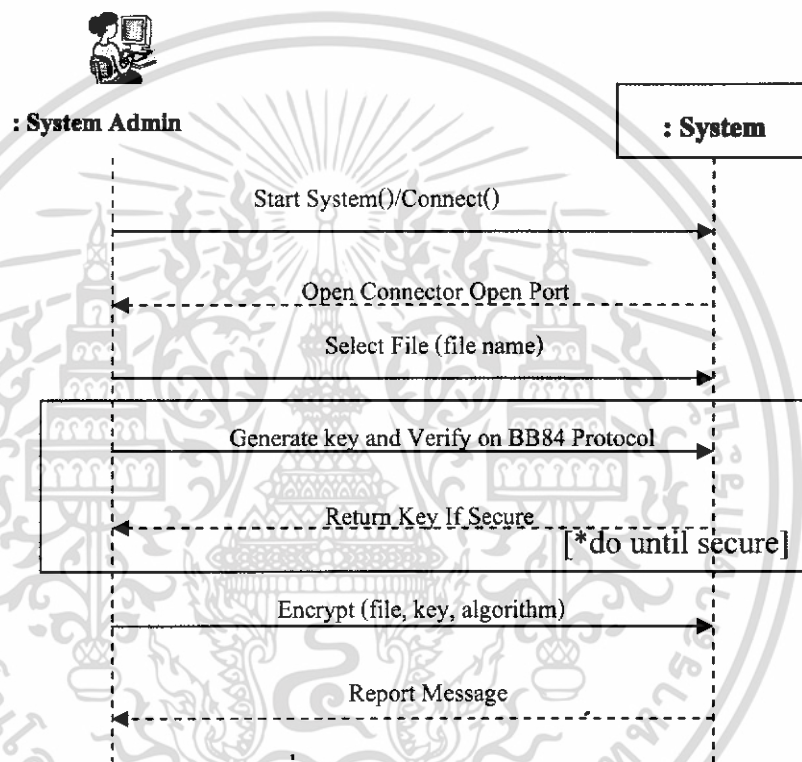 : System Admin
: System
Start System()/Connect()
Open Connector Open Port
Select File (file name)
Generate key and Verify on BB84 Protocol
Return Key If Secure
[*do until secure]
Encrypt (file, key, algorithm)
Report Message